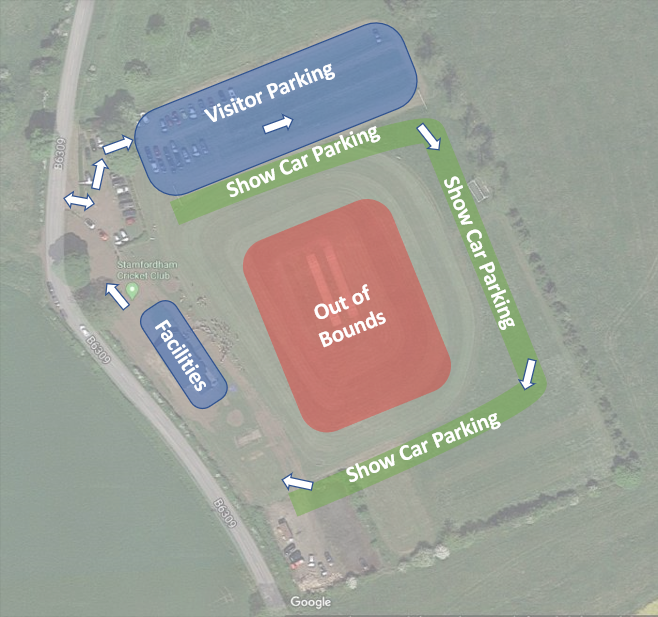 Visitor Parking
Show Car Parking
B6309
Show Car Parking
Stamfordham
Cricket Club
Out of
Bounds
Facilities
B6309
Show Car Parking
B6309
Google